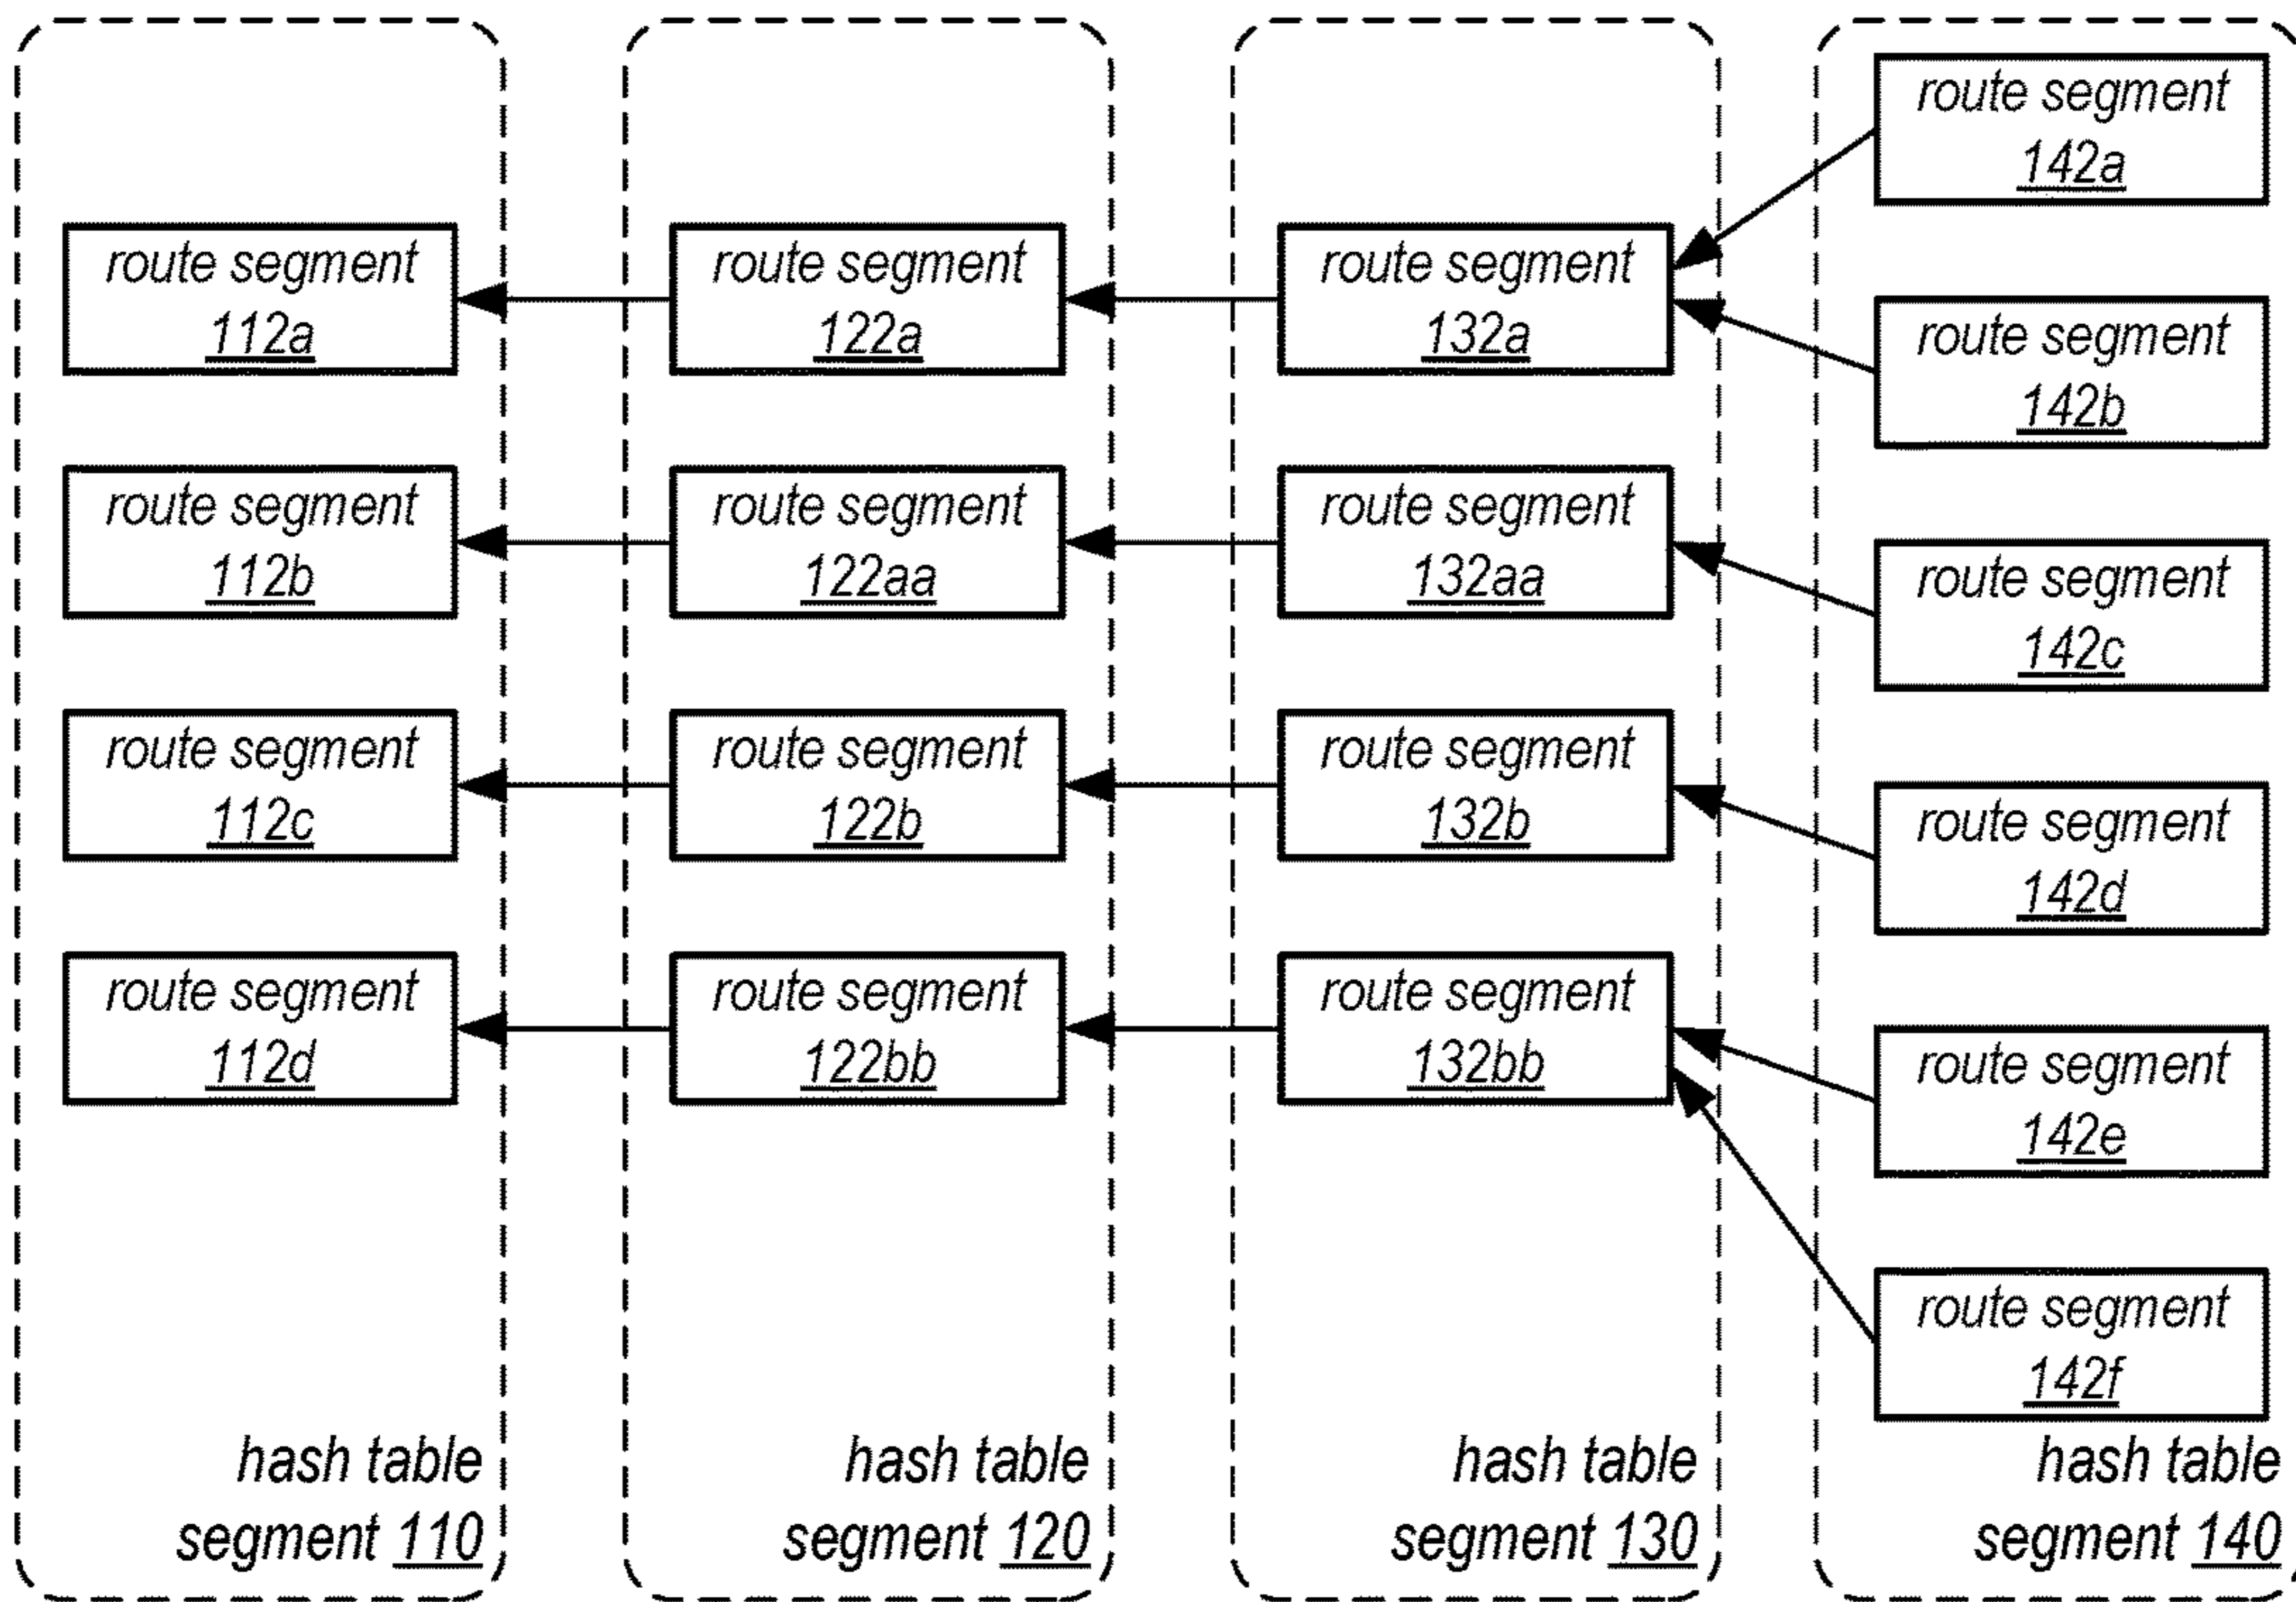 route segment
112a
route segment
112b
route segment
112c
route segment
112d
hash table
segment 110
route segment
122a
route segment
122aa
route segment
122b
route segment
122bb
hash table
segment 120
route segment
132a
route segment
132aa
route segment
132b
route segment
132bb
hash table
segment 130
route segment
142a
route segment
142b
route segment
142c
route segment
142d
route segment
142e
route segment
142f
hash table
segment 140